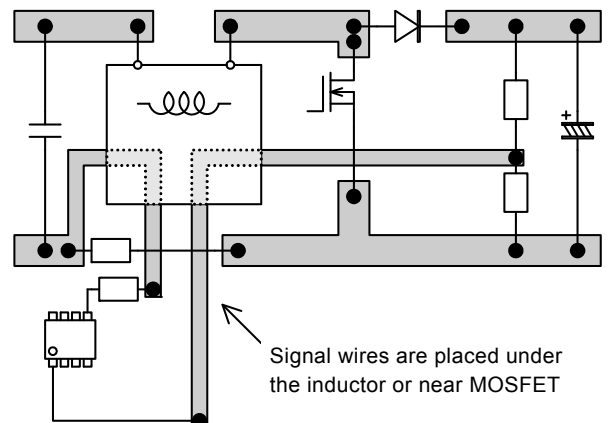 +
Signal wires are placed under
the inductor or near MOSFET